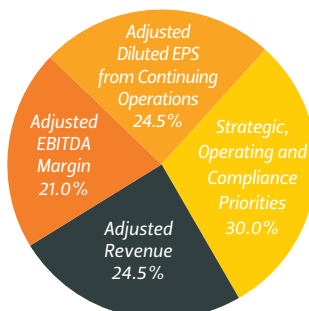 Adjusted
Diluted EPS
from Continuing
Operations
24.5%
Adjusted
EBITDA
Margin
21.0%
Strategic,
Operating and
Compliance
Priorities
30.0%
Adjusted
Revenue
24.5%